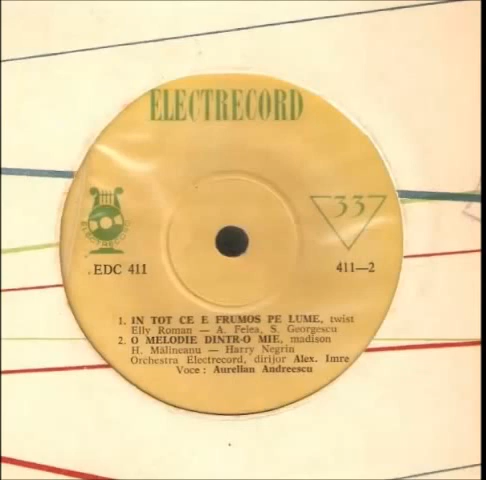 ELECTRECORD
ELECTRECORD
33
EDC 411
411—2
1. IN TOT CE E FRUMOS PE LUME, twist
Elly Roman — A. Felea, S. Georgescu
2. O MELODIE DINTR-O MIE, madison
H. Mălineanu — Harry Negrin
Orchestra Electrecord, dirijor Alex. Imre
Voce : Aurelian Andreescu